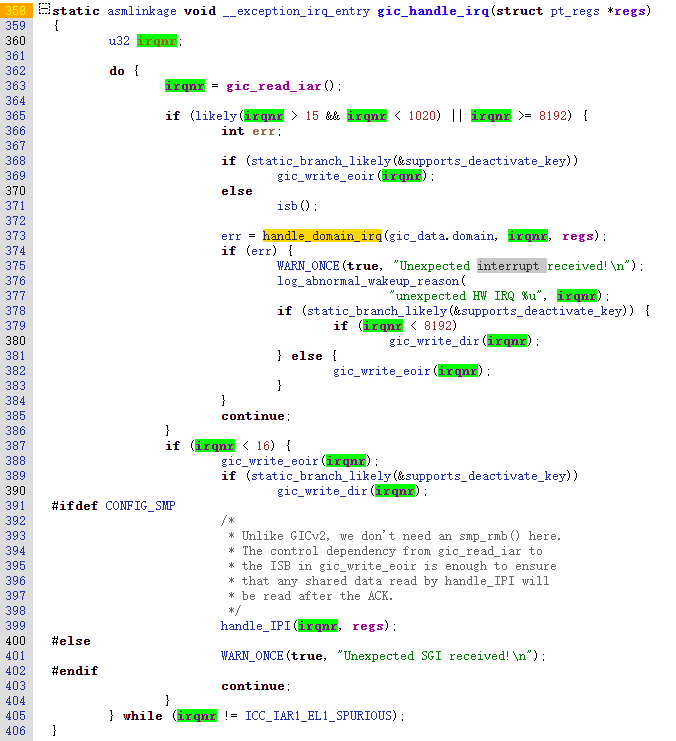 358 static asmlinkage void __exception_irq_entry gic_handle_irq(struct pt_regs *regs)
359 {
360         u32 irqnr;
361
362         do {
363                 irqnr = gic_read_iar();
364
365                 if (likely(irqnr > 15 && irqnr < 1020) || irqnr >= 8192) {
366                         int err;
367
368                         if (static_branch_likely(&supports_deactivate_key))
369                                 gic_write_eoir(irqnr);
370                         else
371                                 isb();
372
373                         err = handle_domain_irq(gic_data.domain, irqnr, regs);
374                         if (err) {
375                                 WARN_ONCE(true, "Unexpected interrupt received!\n");
376                                 log_abnormal_wakeup_reason(
377                                                 "unexpected HW IRQ %u", irqnr);
378                                 if (static_branch_likely(&supports_deactivate_key)) {
379                                         if (irqnr < 8192)
380                                                 gic_write_dir(irqnr);
381                                 } else {
382                                         gic_write_eoir(irqnr);
383                                 }
384                         }
385                         continue;
386                 }
387                 if (irqnr < 16) {
388                         gic_write_eoir(irqnr);
389                         if (static_branch_likely(&supports_deactivate_key))
390                                 gic_write_dir(irqnr);
391 #ifdef CONFIG_SMP
392                         /*
393                          * Unlike GICv2, we don't need an smp_rmb() here.
394                          * The control dependency from gic_read_iar to
395                          * the ISB in gic_write_eoir is enough to ensure
396                          * that any shared data read by handle_IPI will
397                          * be read after the ACK.
398                          */
399                         handle_IPI(irqnr, regs);
400 #else
401                         WARN_ONCE(true, "Unexpected SGI received!\n");
402 #endif
403                         continue;
404                 }
405         } while (irqnr != ICC_IAR1_EL1_SPURIOUS);
406 }